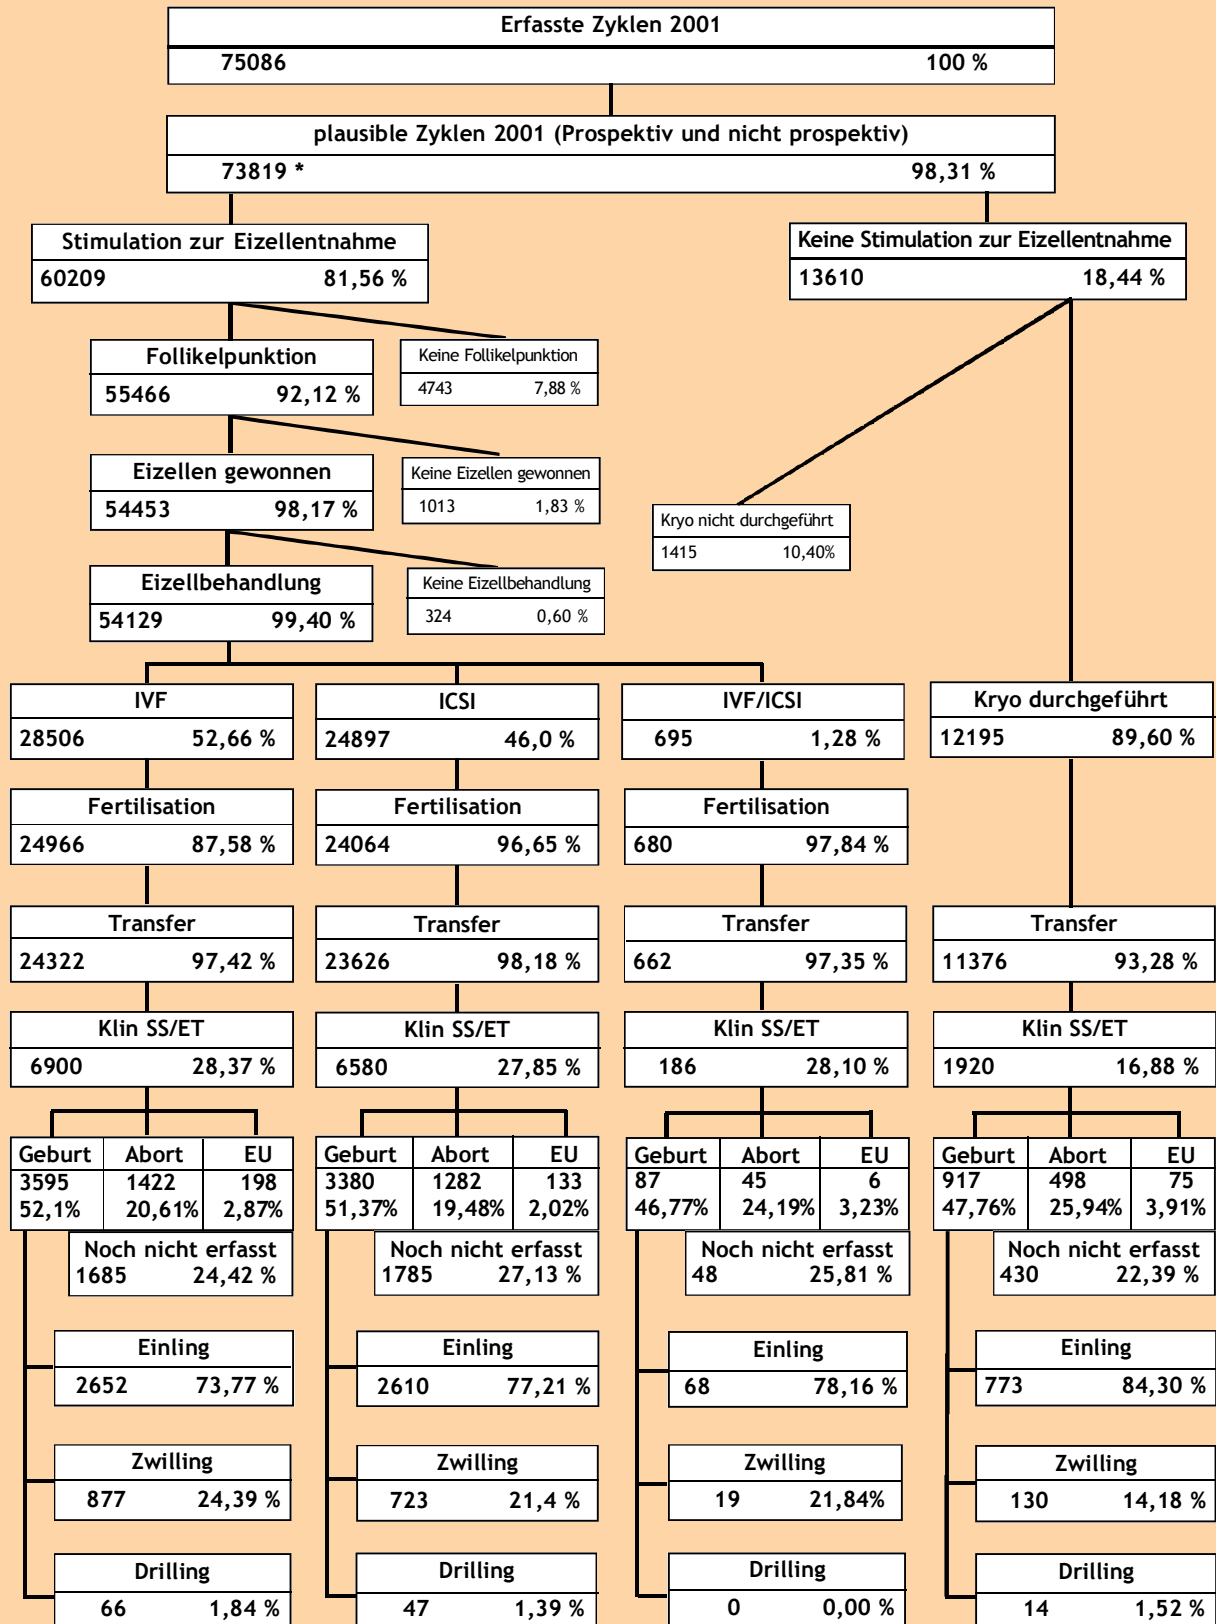 Erfasste Zyklen 2001
75086 100 %
plausible Zyklen 2001 (Prospektiv und nicht prospektiv)
73819 * 98,31 %
Stimulation zur Eizellentnahme
60209 81,56 %
Keine Stimulation zur Eizellentnahme
13610 18,44 %
Follikelpunktion
55466 92,12 %
Keine Follikelpunktion
4743 7,88 %
Eizellen gewonnen
54453 98,17 %
Keine Eizellen gewonnen
1013 1,83 %
Kryo nicht durchgeführt
1415 10,40%
Eizellbehandlung
54129 99,40 %
Keine Eizellbehandlung
324 0,60 %
IVF
28506 52,66 %
ICSI
24897 46,0 %
IVF/ICSI
695 1,28 %
Kryo durchgeführt
12195 89,60 %
Fertilisation
24966 87,58 %
Fertilisation
24064 96,65 %
Fertilisation
680 97,84 %
Transfer
24322 97,42 %
Transfer
23626 98,18 %
Transfer
662 97,35 %
Transfer
11376 93,28 %
Klin SS/ET
6900 28,37 %
Klin SS/ET
6580 27,85 %
Klin SS/ET
186 28,10 %
Klin SS/ET
1920 16,88 %
Geburt Abort EU
3595 1422 198
52,1% 20,61% 2,87%
Noch nicht erfasst
1685 24,42 %
Geburt Abort EU
3380 1282 133
51,37% 19,48% 2,02%
Noch nicht erfasst
1785 27,13 %
Geburt Abort EU
87 45 6
46,77% 24,19% 3,23%
Noch nicht erfasst
48 25,81 %
Geburt Abort EU
917 498 75
47,76% 25,94% 3,91%
Noch nicht erfasst
430 22,39 %
Einling
2652 73,77 %
Einling
2610 77,21 %
Einling
68 78,16 %
Einling
773 84,30 %
Zwilling
877 24,39 %
Zwilling
723 21,4 %
Zwilling
19 21,84%
Zwilling
130 14,18 %
Drilling
66 1,84 %
Drilling
47 1,39 %
Drilling
0 0,00 %
Drilling
14 1,52 %